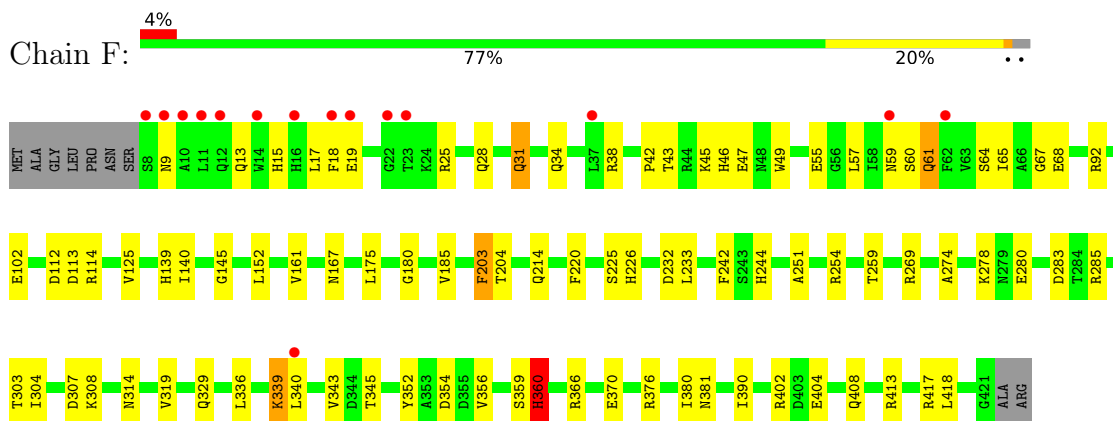 4%
Chain F:
77% 20% • •
MET ALA GLY LEU PRO ASN SER S8 N9 A10 L11 Q12 Q13 W14 H15 H16 L17 F18 E19 G22 T23 K24 R25 Q28 Q31 Q34 L37 R38 P42 T43 R44 K45 H46 E47 N48 W49 E55 G56 L57 I58 N59 S60 Q61 F62 V63 S64 I65 A66 G67 E68 R92
E102 D112 D113 R114 V125 H139 I140 G145 L152 V161 N167 L175 G180 V185 F203 T204 Q214 F220 S225 H226 D232 L233 F242 S243 H244 A251 R254 T259 R269 A274 K278 N279 E280 D283 T284 R285
T303 I304 D307 K308 N314 V319 Q329 L336 K339 L340 V343 D344 T345 Y352 A353 D354 D355 V356 S359 H360 R366 E370 R376 I380 N381 I390 R402 D403 E404 Q408 R413 R417 L418 G421 ALA ARG